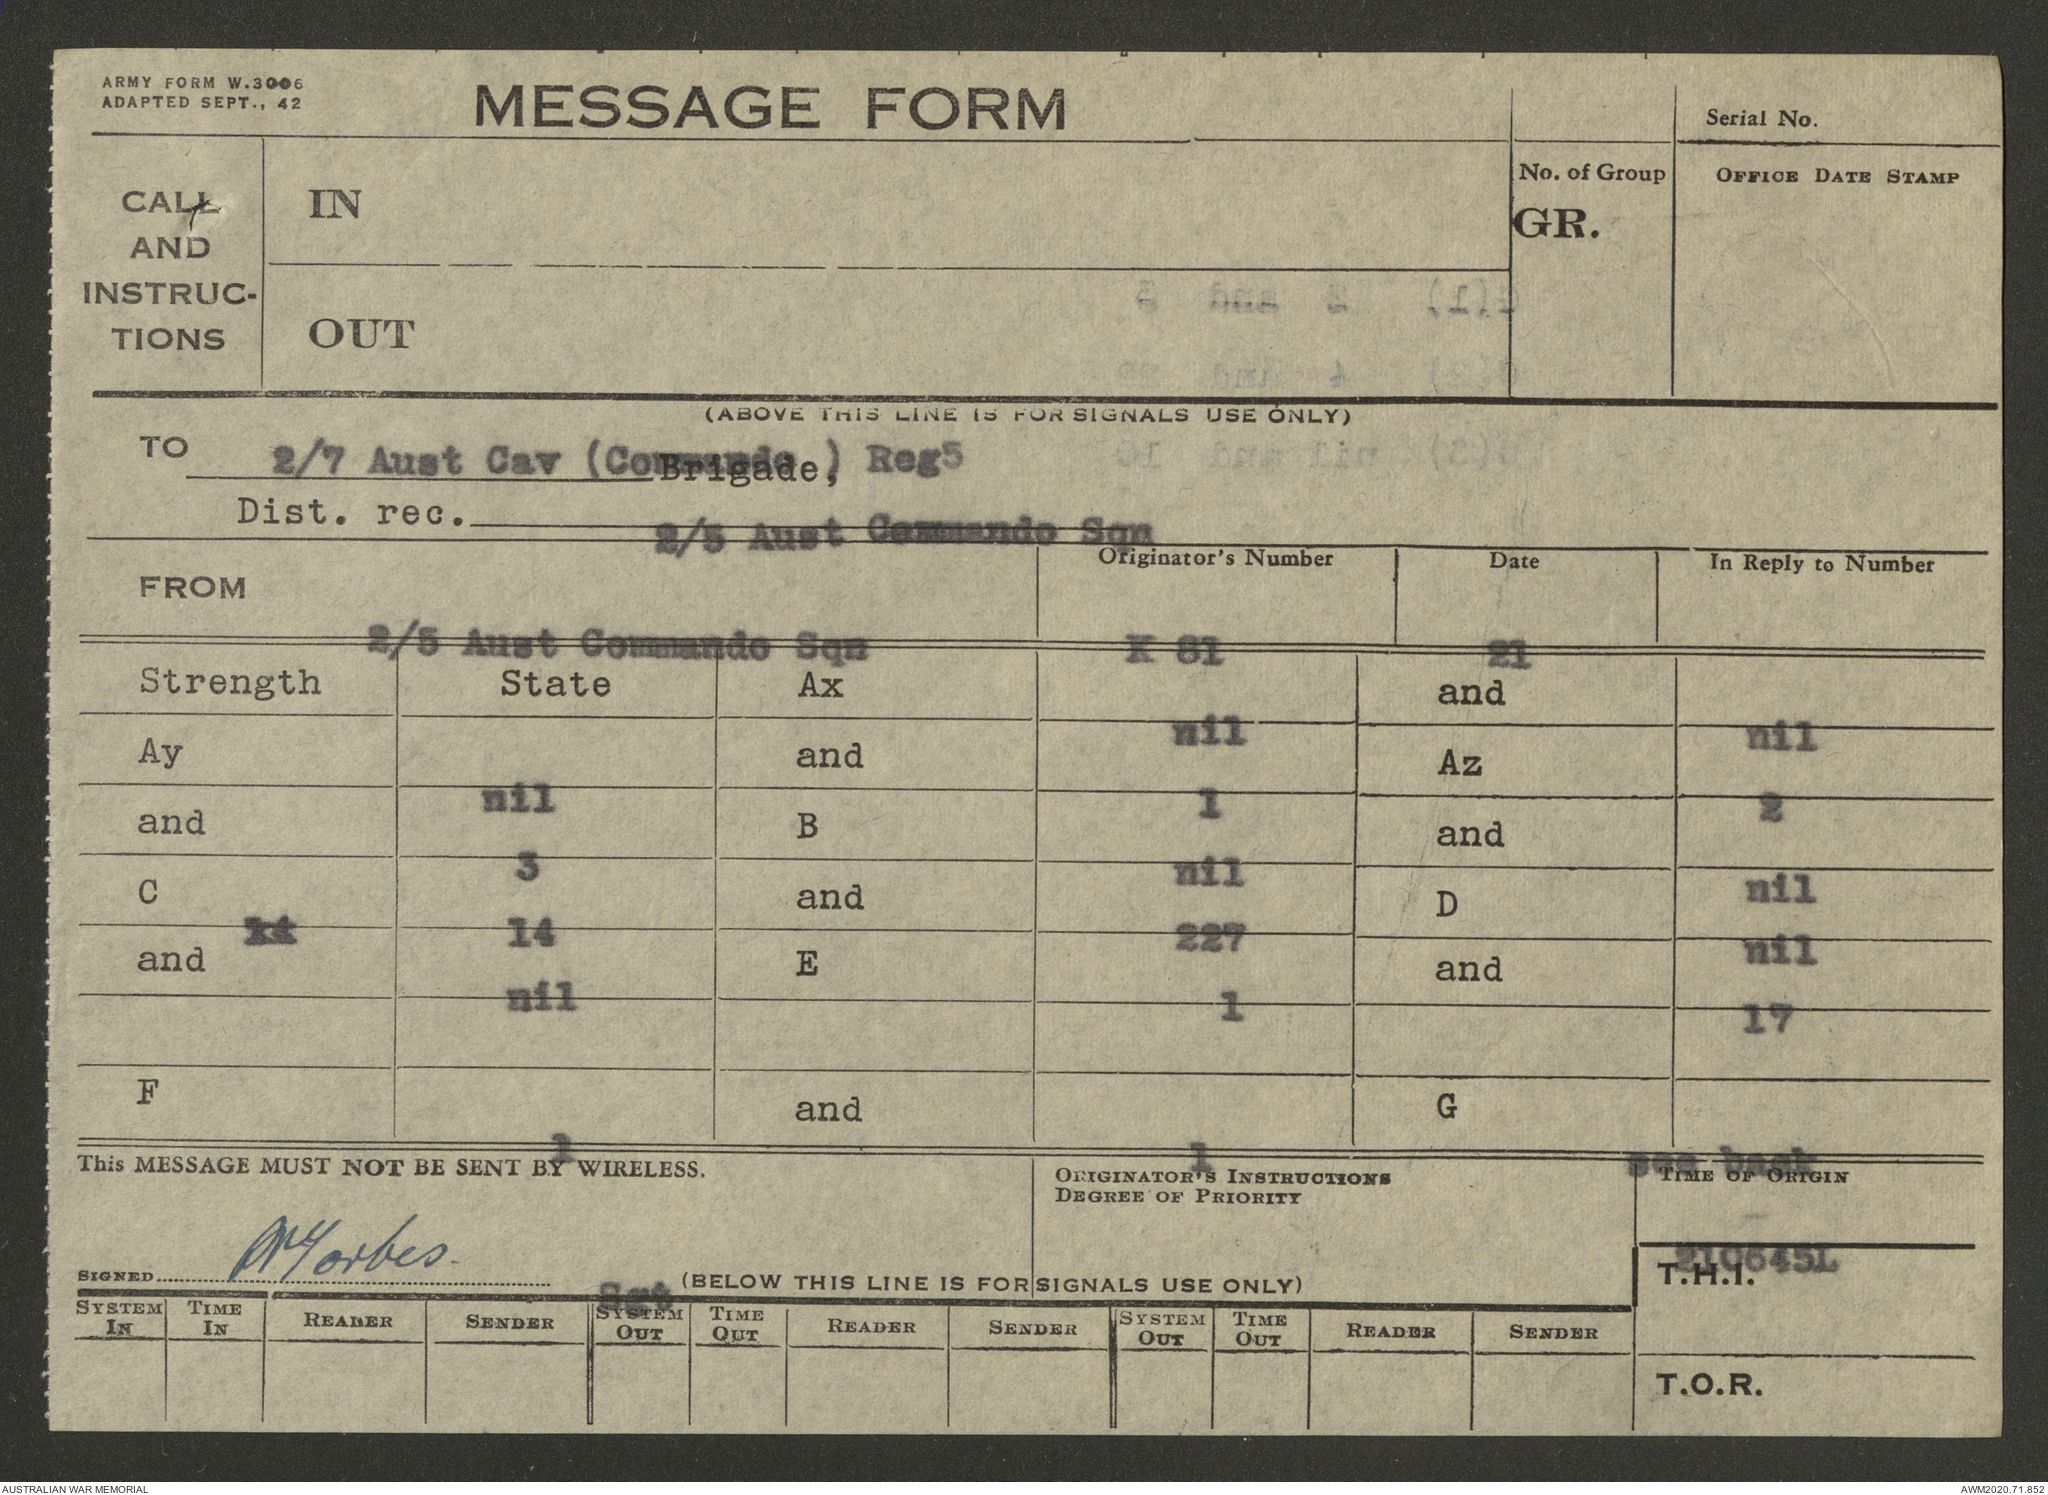 ARMY FORM W.3006
ADAPTED SEPT., 42
MESSAGE FORM
Serial No.
CALL
AND
INSTRUC-
TIONS
IN
OUT
No. of Group
GR.
OFFICE DATE STAMP
(ABOVE THIS LINE IS FOR SIGNALS USE ONLY)
TO 2/7 Aust Cav (Commando ) Reg5
Brigade,
Dist. rec.
2/5 Aust Commando Sqn
FROM
Originator's Number
Date
In Reply to Number
2/5 Aust Commando Sqn K 81 21
Strength State Ax and
nil nil
Ay and Az
nil 1 2
and B and
3 nil nil
C and D
14 14 227 nil
and E and
nil 1 17
F and G
1 1 see back
This MESSAGE MUST NOT BE SENT BY WIRELESS.
ORIGINATOR'S INSTRUCTIONS
DEGREE OF PRIORITY
TIME OF ORIGIN
210645L
SIGNED Forbes.
Sgt
(BELOW THIS LINE IS FOR SIGNALS USE ONLY)
T.H.I.
SYSTEM IN TIME IN READER SENDER SYSTEM OUT TIME OUT READER SENDER SYSTEM OUT TIME OUT READER SENDER
T.O.R.
AUSTRALIAN WAR MEMORIAL
AWM2020.71.852